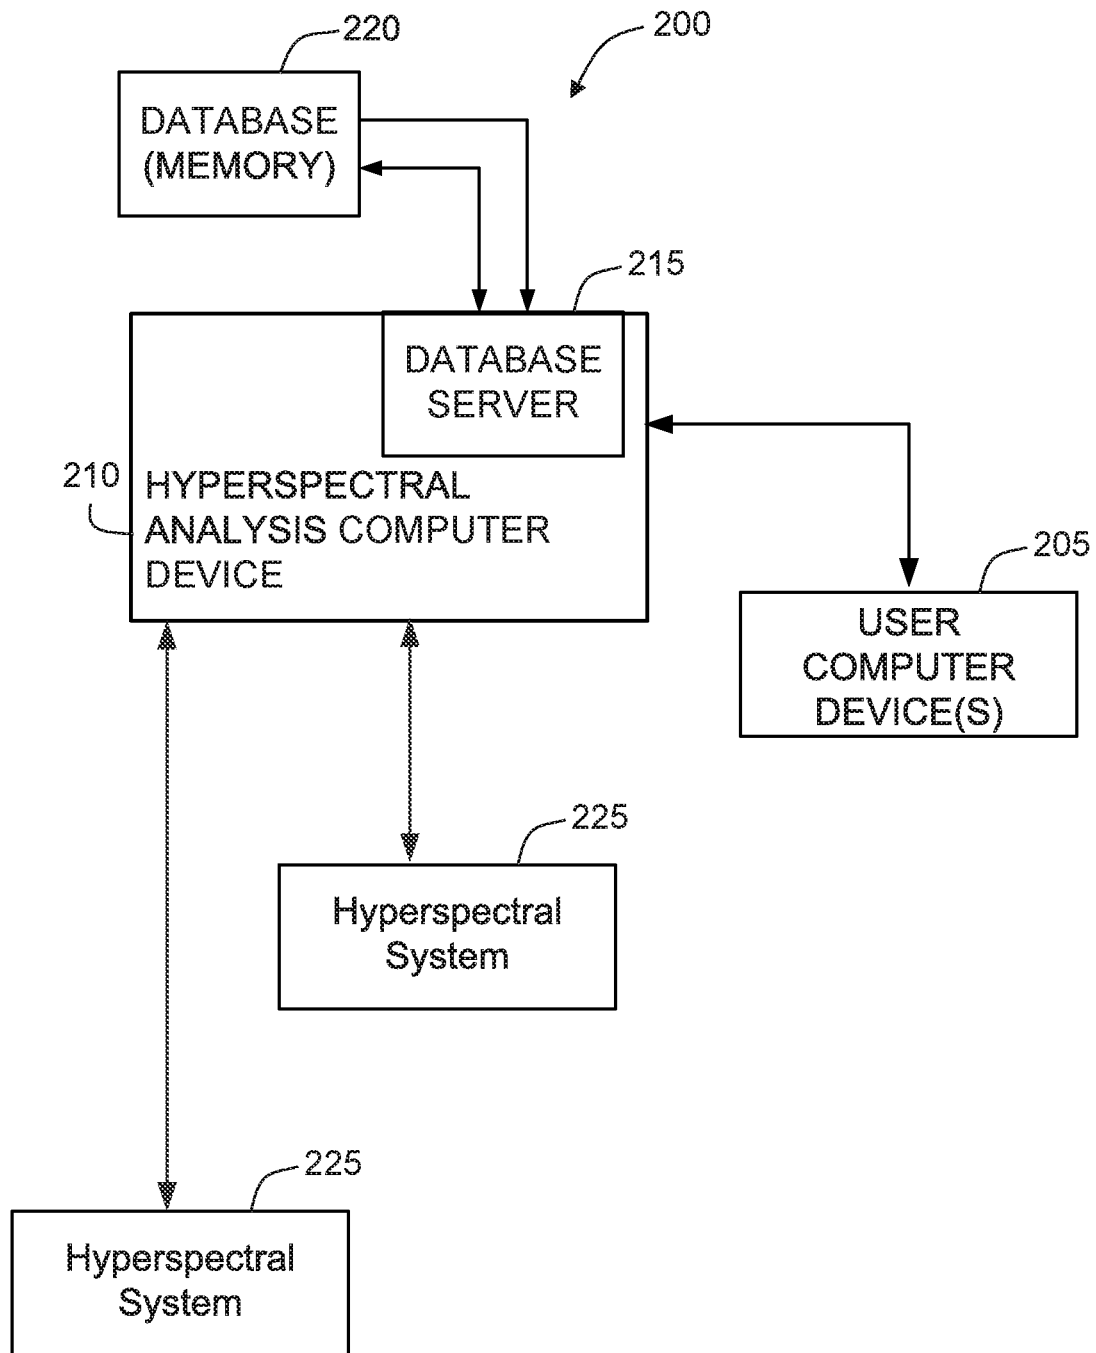 220
200
DATABASE
(MEMORY)
215
DATABASE
SERVER
210
HYPERSPECTRAL
ANALYSIS COMPUTER
DEVICE
205
USER
COMPUTER
DEVICE(S)
225
Hyperspectral
System
225
Hyperspectral
System